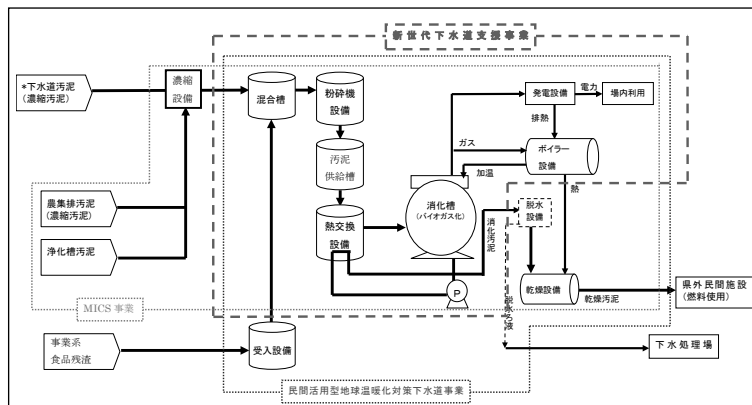 新世代下水道支援事業
*下水道汚泥
(濃縮汚泥)
濃縮
設備
混合槽
粉砕機
設備
発電設備
電力
場内利用
排熱
ガス
汚泥
供給槽
ボイラー
設備
加温
熱
農集排汚泥
(濃縮汚泥)
消化槽
(バイオガス化)
脱水
設備
熱交換
設備
消化汚泥
浄化槽汚泥
乾燥設備
県外民間施設
(燃料使用)
P
乾燥汚泥
MICS 事業
脱水ろ液
事業系
食品残渣
受入設備
下水処理場
民間活用型地球温暖化対策下水道事業